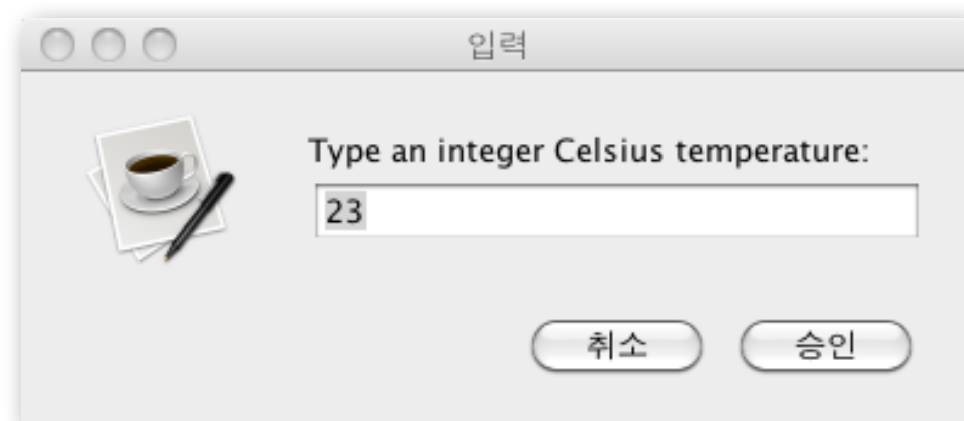 입력
Type an integer Celsius temperature:
23
취소
승인